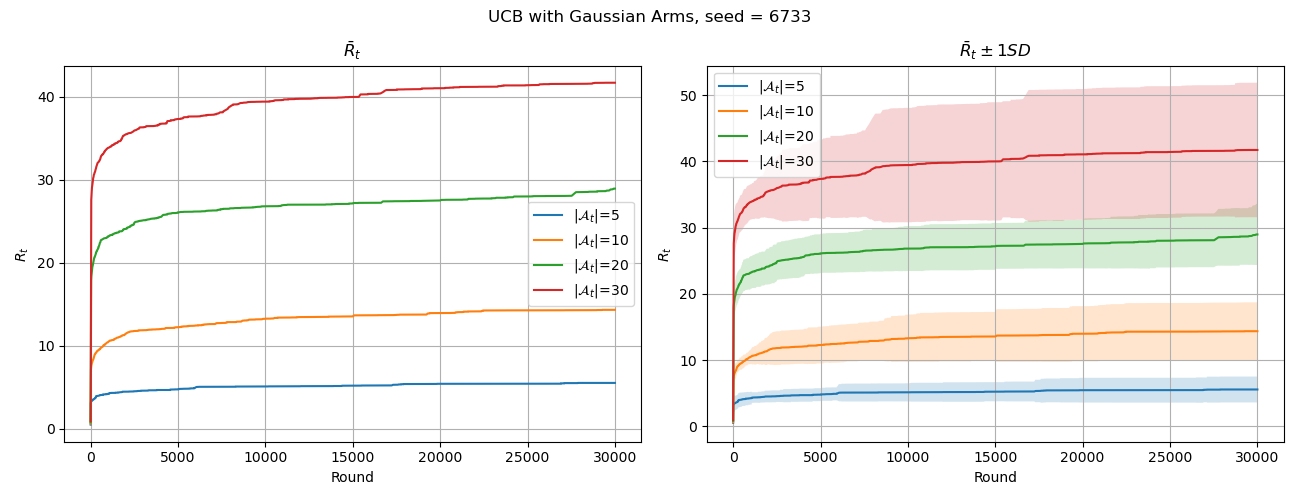 UCB with Gaussian Arms, seed = 6733
R̄ₜ
40
30
20
10
0
Rₜ
|𝒜ₜ|=5
|𝒜ₜ|=10
|𝒜ₜ|=20
|𝒜ₜ|=30
0 5000 10000 15000 20000 25000 30000
Round
R̄ₜ ± 1SD
50
40
30
20
10
0
Rₜ
|𝒜ₜ|=5
|𝒜ₜ|=10
|𝒜ₜ|=20
|𝒜ₜ|=30
0 5000 10000 15000 20000 25000 30000
Round